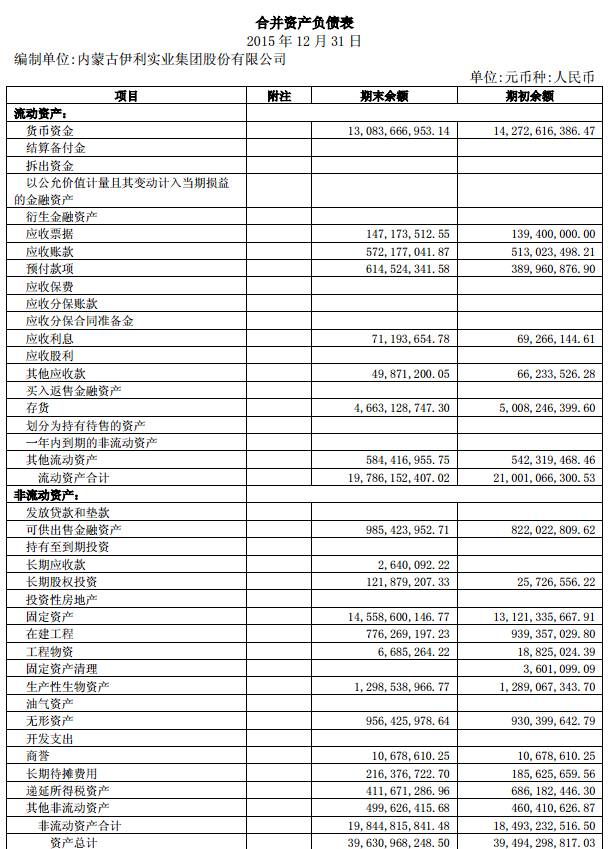 合并资产负债表
2015 年 12 月 31 日
编制单位:内蒙古伊利实业集团股份有限公司
单位:元币种:人民币
项目 附注 期末余额 期初余额
流动资产:
货币资金 13,083,666,953.14 14,272,616,386.47
结算备付金
拆出资金
以公允价值计量且其变动计入当期损益
的金融资产
衍生金融资产
应收票据 147,173,512.55 139,400,000.00
应收账款 572,177,041.87 513,023,498.21
预付款项 614,524,341.58 389,960,876.90
应收保费
应收分保账款
应收分保合同准备金
应收利息 71,193,654.78 69,266,144.61
应收股利
其他应收款 49,871,200.05 66,233,526.28
买入返售金融资产
存货 4,663,128,747.30 5,008,246,399.60
划分为持有待售的资产
一年内到期的非流动资产
其他流动资产 584,416,955.75 542,319,468.46
流动资产合计 19,786,152,407.02 21,001,066,300.53
非流动资产:
发放贷款和垫款
可供出售金融资产 985,423,952.71 822,022,809.62
持有至到期投资
长期应收款 2,640,092.22
长期股权投资 121,879,207.33 25,726,556.22
投资性房地产
固定资产 14,558,600,146.77 13,121,335,667.91
在建工程 776,269,197.23 939,357,029.80
工程物资 6,685,264.22 18,825,024.39
固定资产清理 3,601,099.09
生产性生物资产 1,298,538,966.77 1,289,067,343.70
油气资产
无形资产 956,425,978.64 930,399,642.79
开发支出
商誉 10,678,610.25 10,678,610.25
长期待摊费用 216,376,722.70 185,625,659.56
递延所得税资产 411,671,286.96 686,182,446.30
其他非流动资产 499,626,415.68 460,410,626.87
非流动资产合计 19,844,815,841.48 18,493,232,516.50
资产总计 39,630,968,248.50 39,494,298,817.03